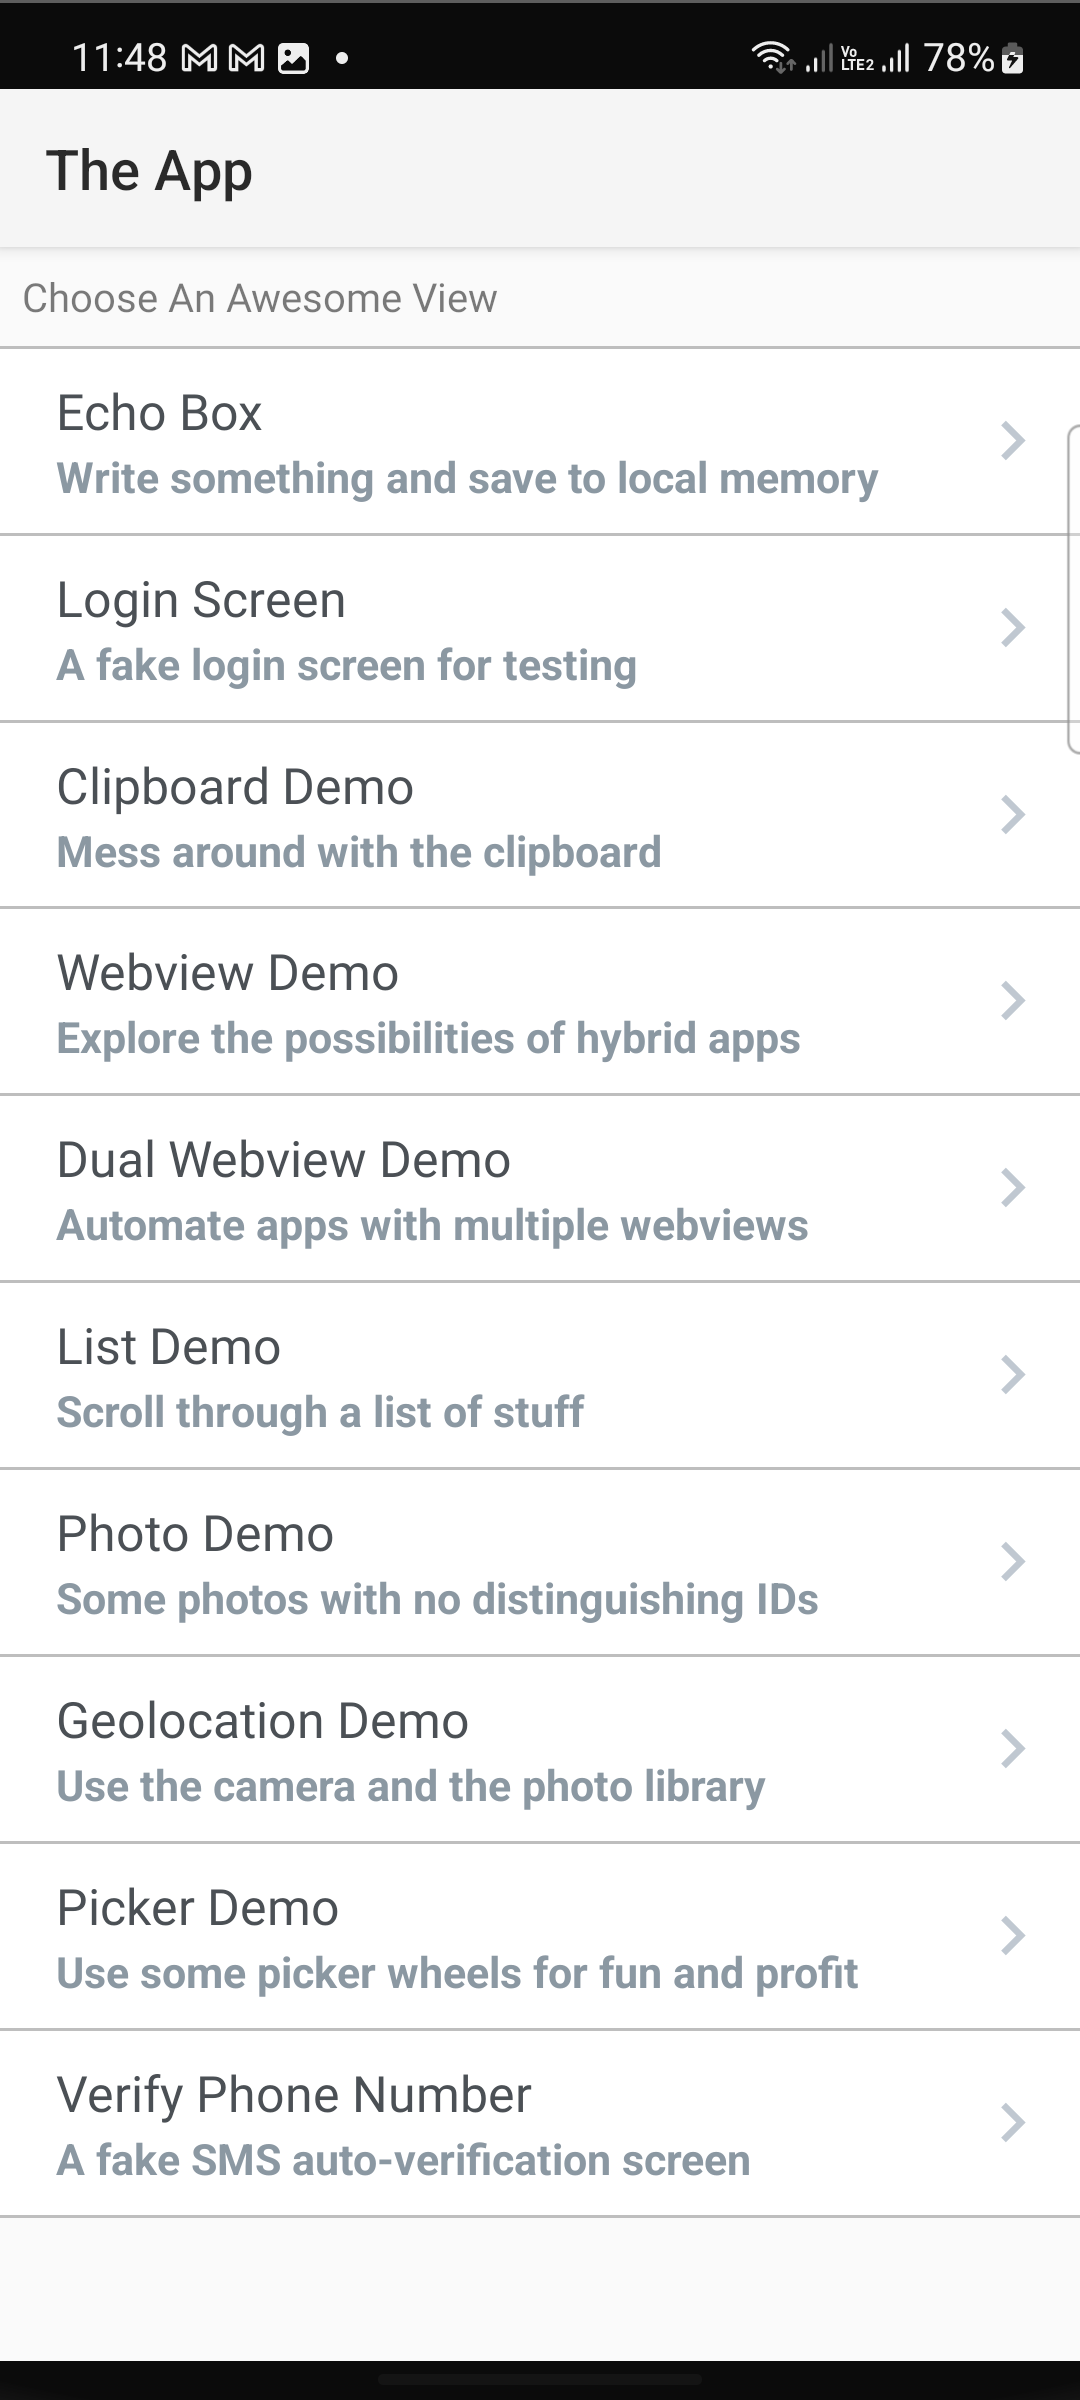 11:48
Vo LTE2 78%
The App
Choose An Awesome View
Echo Box
Write something and save to local memory
Login Screen
A fake login screen for testing
Clipboard Demo
Mess around with the clipboard
Webview Demo
Explore the possibilities of hybrid apps
Dual Webview Demo
Automate apps with multiple webviews
List Demo
Scroll through a list of stuff
Photo Demo
Some photos with no distinguishing IDs
Geolocation Demo
Use the camera and the photo library
Picker Demo
Use some picker wheels for fun and profit
Verify Phone Number
A fake SMS auto-verification screen